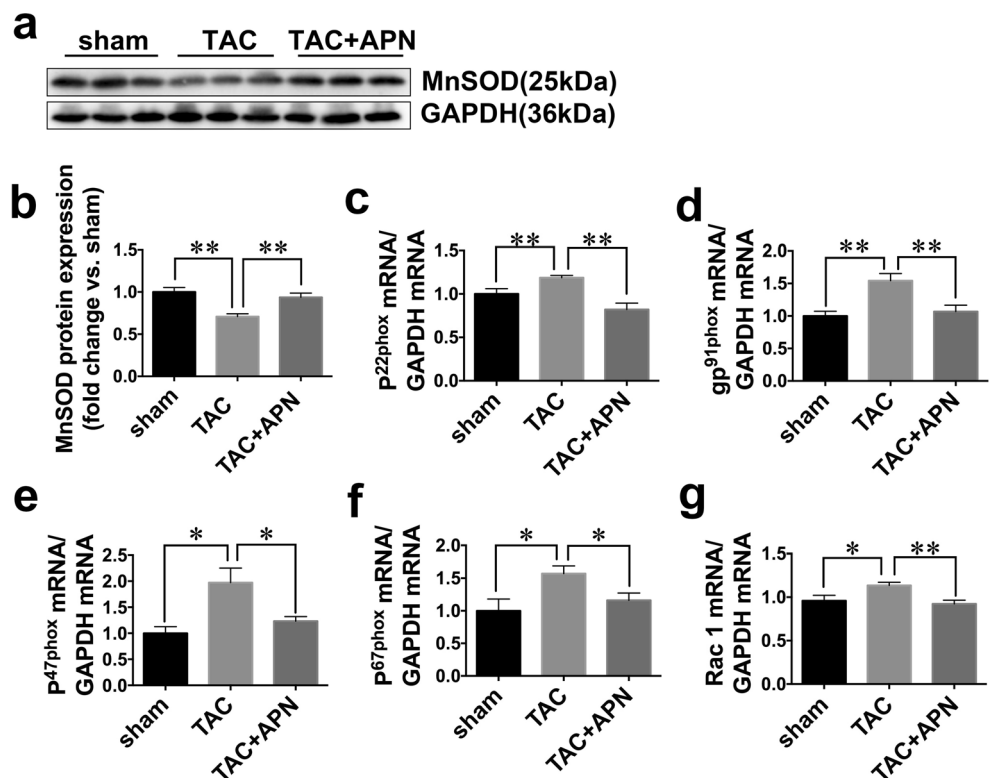 a
sham TAC TAC+APN
MnSOD(25kDa)
GAPDH(36kDa)
b
MnSOD protein expression
(fold change vs. sham)
1.5
1.0
0.5
0.0
** **
sham TAC TAC+APN
c
P22phox mRNA/
GAPDH mRNA
1.5
1.0
0.5
0.0
** **
sham TAC TAC+APN
d
gp91phox mRNA/
GAPDH mRNA
2.0
1.5
1.0
0.5
0.0
** **
sham TAC TAC+APN
e
P47phox mRNA/
GAPDH mRNA
2.5
2.0
1.5
1.0
0.5
0.0
* *
sham TAC TAC+APN
f
P67phox mRNA/
GAPDH mRNA
2.0
1.5
1.0
0.5
0.0
* *
sham TAC TAC+APN
g
Rac 1 mRNA/
GAPDH mRNA
1.5
1.0
0.5
0.0
* **
sham TAC TAC+APN